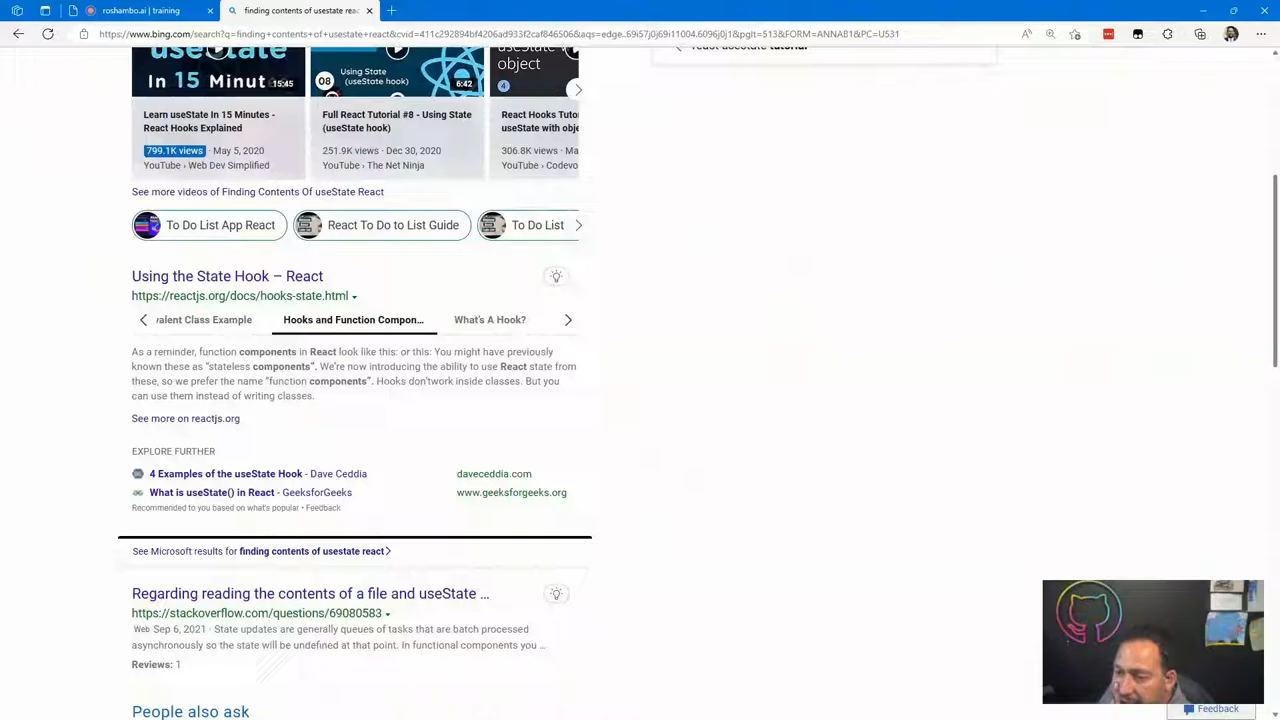 roshambo.ai | training
finding contents of usestate reac
https://www.bing.com/search?q=finding+contents+of+usestate+react&cvid=411c292894bf4206ad933f2caf846506&aqs=edge..69i57j0j69i11004.6096j0j1&pglt=513&FORM=ANNAB1&PC=U531
useState
In 15 Minut
15:45
08
Using State
(useState hook)
6:42
useState w
object
4
Learn useState In 15 Minutes -
React Hooks Explained
799.1K views · May 5, 2020
YouTube › Web Dev Simplified
Full React Tutorial #8 - Using State
(useState hook)
251.9K views · Dec 30, 2020
YouTube › The Net Ninja
React Hooks Tuto
useState with obje
306.8K views · Ma
YouTube › Codevo
See more videos of Finding Contents Of useState React
To Do List App React
React To Do to List Guide
To Do List
Using the State Hook – React
https://reactjs.org/docs/hooks-state.html
valent Class Example
Hooks and Function Compon...
What's A Hook?
As a reminder, function components in React look like this: or this: You might have previously
known these as “stateless components”. We're now introducing the ability to use React state from
these, so we prefer the name “function components”. Hooks don'twork inside classes. But you
can use them instead of writing classes.
See more on reactjs.org
EXPLORE FURTHER
4 Examples of the useState Hook - Dave Ceddia
daveceddia.com
What is useState() in React - GeeksforGeeks
www.geeksforgeeks.org
Recommended to you based on what's popular • Feedback
See Microsoft results for finding contents of usestate react
Regarding reading the contents of a file and useState ...
https://stackoverflow.com/questions/69080583
Web Sep 6, 2021 · State updates are generally queues of tasks that are batch processed
asynchronously so the state will be undefined at that point. In functional components you ...
Reviews: 1
People also ask
Feedback